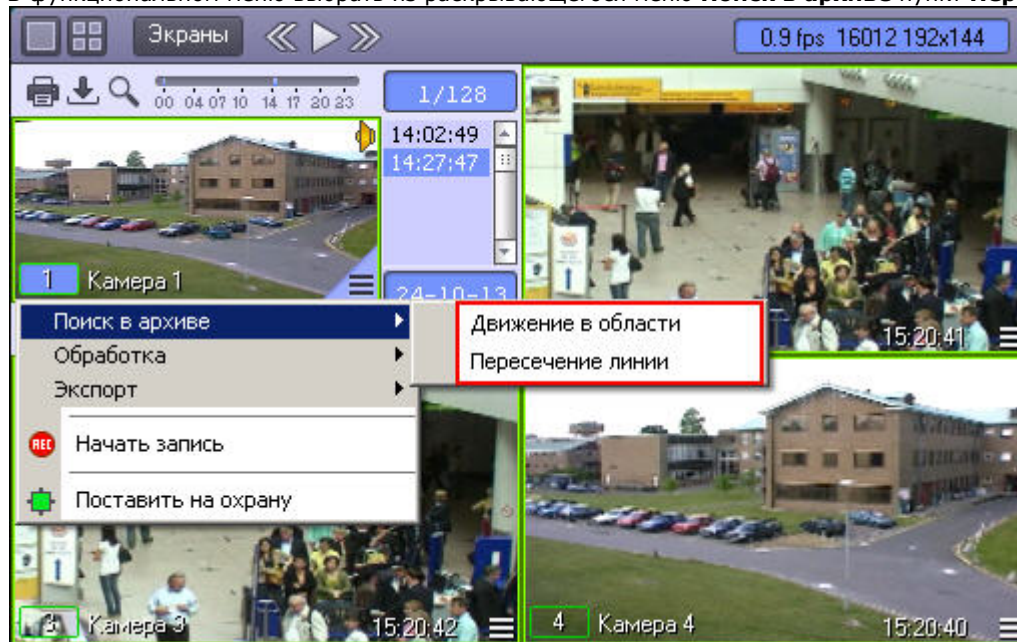 В функциональном меню выбрать из раскрывающегося меню Поиск в архиве пункт
Экраны
0.9 fps 16012 192x144
00 04 07 10 14 17 20 23
1/128
14:02:49
14:27:47
1 Камера 1
24-10-13
Поиск в архиве
Обработка
Экспорт
REC Начать запись
Поставить на охрану
Движение в области
Пересечение линии
15:20:41
3 Камера 3
15:20:42
4 Камера 4
15:20:40